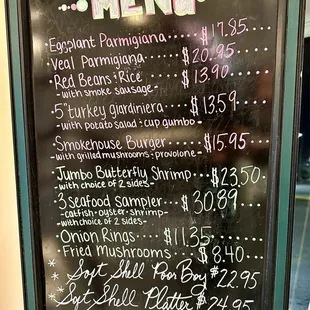 MENU
Eggplant Parmigiana..... $17.85
Veal Parmigiana....... $20.95
Red Beans & Rice..... $13.90
-with smoke sausage-
5" turkey giardiniera.... $13.59
-with potato salad & cup gumbo-
Smokehouse Burger..... $15.95
-with grilled mushrooms & provolone-
Jumbo Butterfly Shrimp... $23.50
-with choice of 2 sides-
3 seafood sampler...... $30.89
-catfish-oyster-shrimp-
-with choice of 2 sides-
Onion Rings.... $11.35
Fried Mushrooms..... $8.40
* Soft Shell Poor Boy $22.95
* Soft Shell Platter $24.95